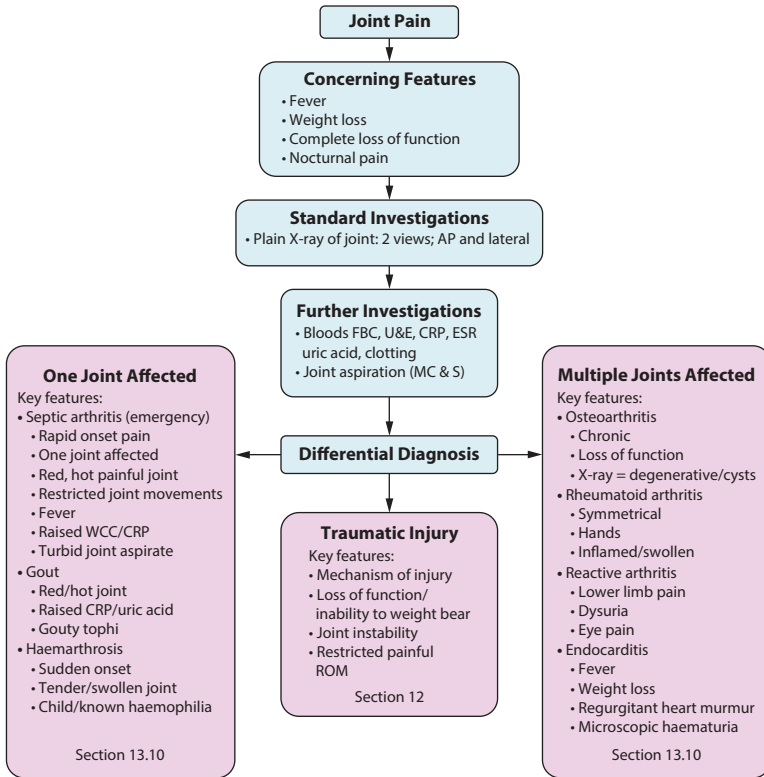 Joint Pain
Concerning Features
• Fever
• Weight loss
• Complete loss of function
• Nocturnal pain
Standard Investigations
• Plain X-ray of joint: 2 views; AP and lateral
Further Investigations
• Bloods FBC, U&E, CRP, ESR
uric acid, clotting
• Joint aspiration (MC & S)
Differential Diagnosis
One Joint Affected
Key features:
• Septic arthritis (emergency)
• Rapid onset pain
• One joint affected
• Red, hot painful joint
• Restricted joint movements
• Fever
• Raised WCC/CRP
• Turbid joint aspirate
• Gout
• Red/hot joint
• Raised CRP/uric acid
• Gouty tophi
• Haemarthrosis
• Sudden onset
• Tender/swollen joint
• Child/known haemophilia
Section 13.10
Traumatic Injury
Key features:
• Mechanism of injury
• Loss of function/
inability to weight bear
• Joint instability
• Restricted painful
ROM
Section 12
Multiple Joints Affected
Key features:
• Osteoarthritis
• Chronic
• Loss of function
• X-ray = degenerative/cysts
• Rheumatoid arthritis
• Symmetrical
• Hands
• Inflamed/swollen
• Reactive arthritis
• Lower limb pain
• Dysuria
• Eye pain
• Endocarditis
• Fever
• Weight loss
• Regurgitant heart murmur
• Microscopic haematuria
Section 13.10